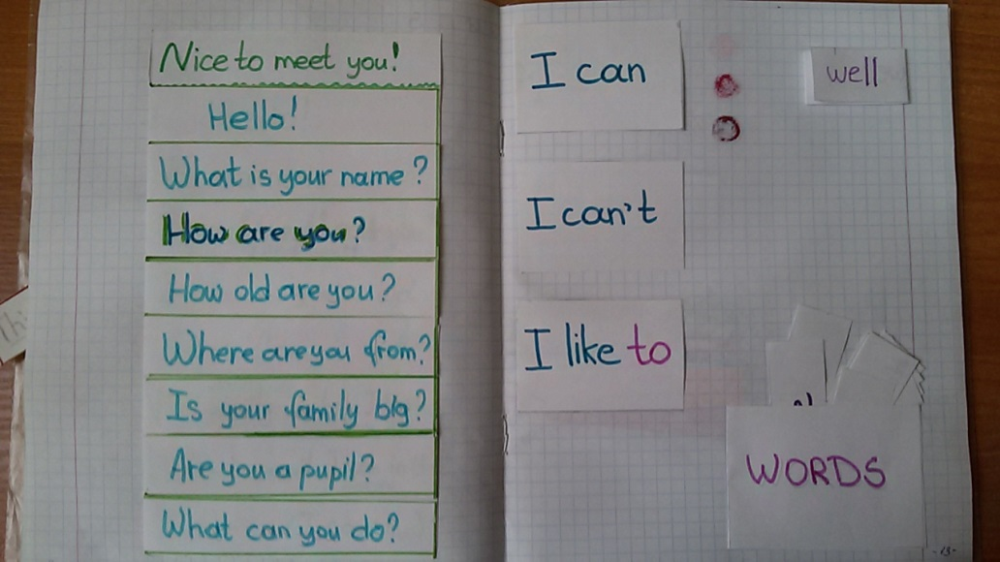 Nice to meet you!
Hello!
What is your name?
How are you?
How old are you?
Where are you from?
Is your family big?
Are you a pupil?
What can you do?
I can
I can't
I like to
well
WORDS